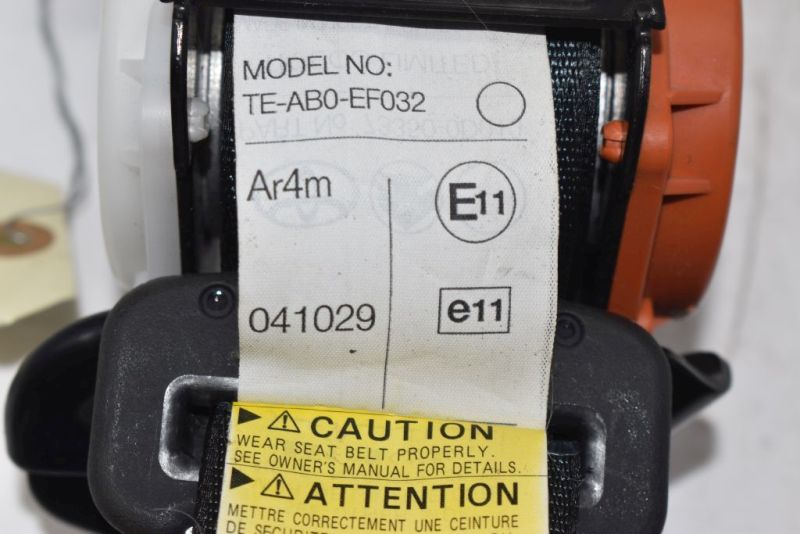 MODEL NO:
TE-AB0-EF032
Ar4m
E11
041029
e11
CAUTION
WEAR SEAT BELT PROPERLY.
SEE OWNER'S MANUAL FOR DETAILS.
ATTENTION
METTRE CORRECTEMENT UNE CEINTURE